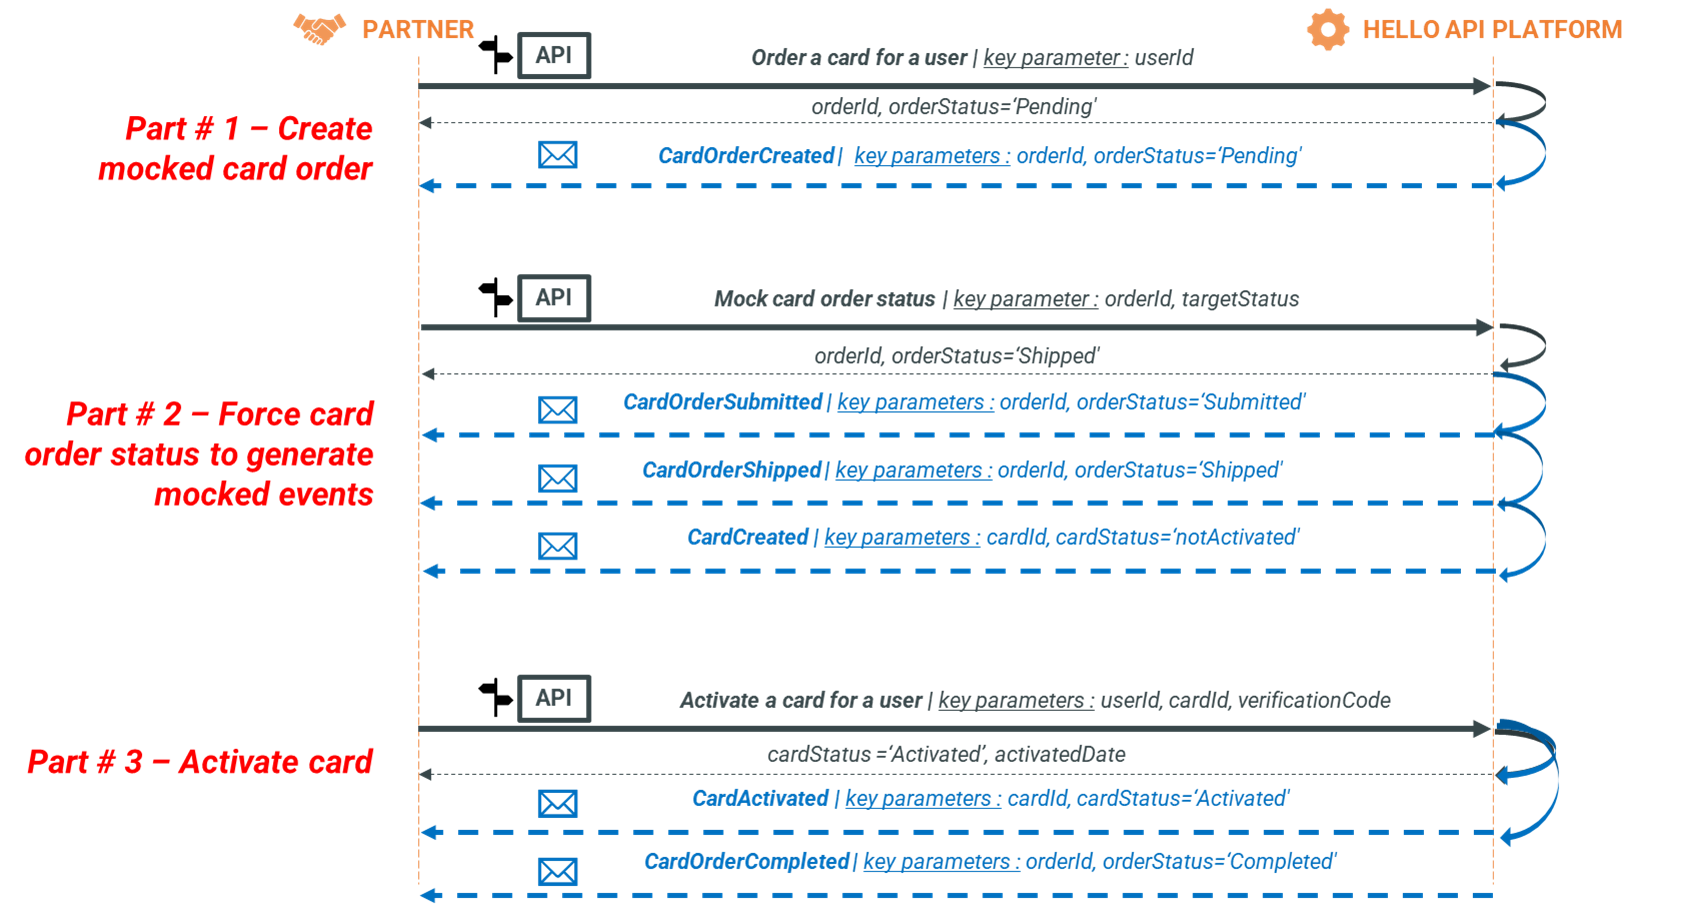 PARTNER
HELLO API PLATFORM
API
Order a card for a user | key parameter : userId
orderId, orderStatus=‘Pending'
Part # 1 – Create
mocked card order
CardOrderCreated | key parameters : orderId, orderStatus=‘Pending'
API
Mock card order status | key parameter : orderId, targetStatus
orderId, orderStatus=‘Shipped'
Part # 2 – Force card
order status to generate
mocked events
CardOrderSubmitted | key parameters : orderId, orderStatus=‘Submitted'
CardOrderShipped | key parameters : orderId, orderStatus=‘Shipped'
CardCreated | key parameters : cardId, cardStatus=‘notActivated'
API
Activate a card for a user | key parameters : userId, cardId, verificationCode
Part # 3 – Activate card
cardStatus =‘Activated’, activatedDate
CardActivated | key parameters : cardId, cardStatus=‘Activated'
CardOrderCompleted | key parameters : orderId, orderStatus=‘Completed'